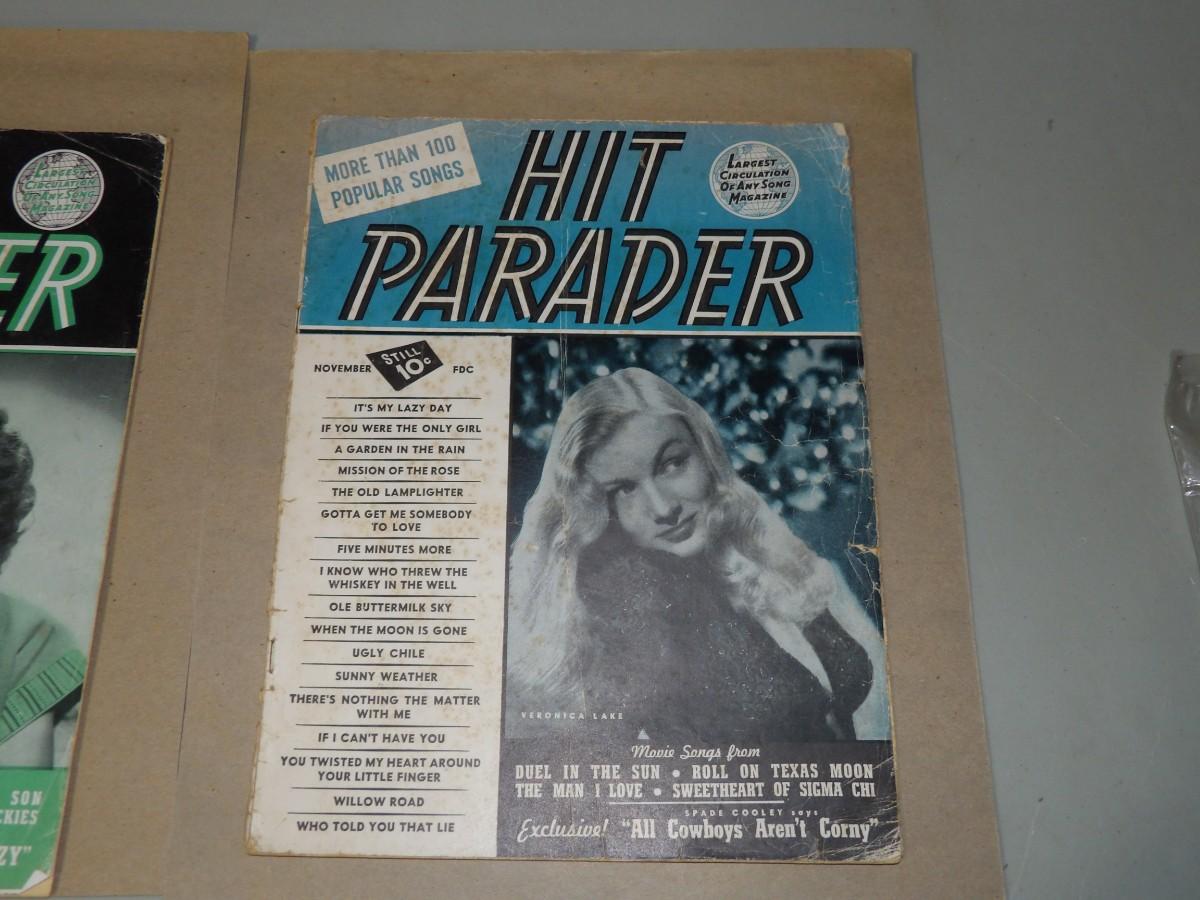 LARGEST
CIRCULATION
OF ANY SONG
MAGAZINE
ER
SON
CKIES
ZY"
MORE THAN 100
POPULAR SONGS
HIT
PARADER
LARGEST
CIRCULATION
OF ANY SONG
MAGAZINE
NOVEMBER
STILL
10¢
FDC
IT'S MY LAZY DAY
IF YOU WERE THE ONLY GIRL
A GARDEN IN THE RAIN
MISSION OF THE ROSE
THE OLD LAMPLIGHTER
GOTTA GET ME SOMEBODY
TO LOVE
FIVE MINUTES MORE
I KNOW WHO THREW THE
WHISKEY IN THE WELL
OLE BUTTERMILK SKY
WHEN THE MOON IS GONE
UGLY CHILE
SUNNY WEATHER
THERE'S NOTHING THE MATTER
WITH ME
IF I CAN'T HAVE YOU
YOU TWISTED MY HEART AROUND
YOUR LITTLE FINGER
WILLOW ROAD
WHO TOLD YOU THAT LIE
VERONICA LAKE
Movie Songs from
DUEL IN THE SUN • ROLL ON TEXAS MOON
THE MAN I LOVE • SWEETHEART OF SIGMA CHI
SPADE COOLEY says
Exclusive! "All Cowboys Aren't Corny"